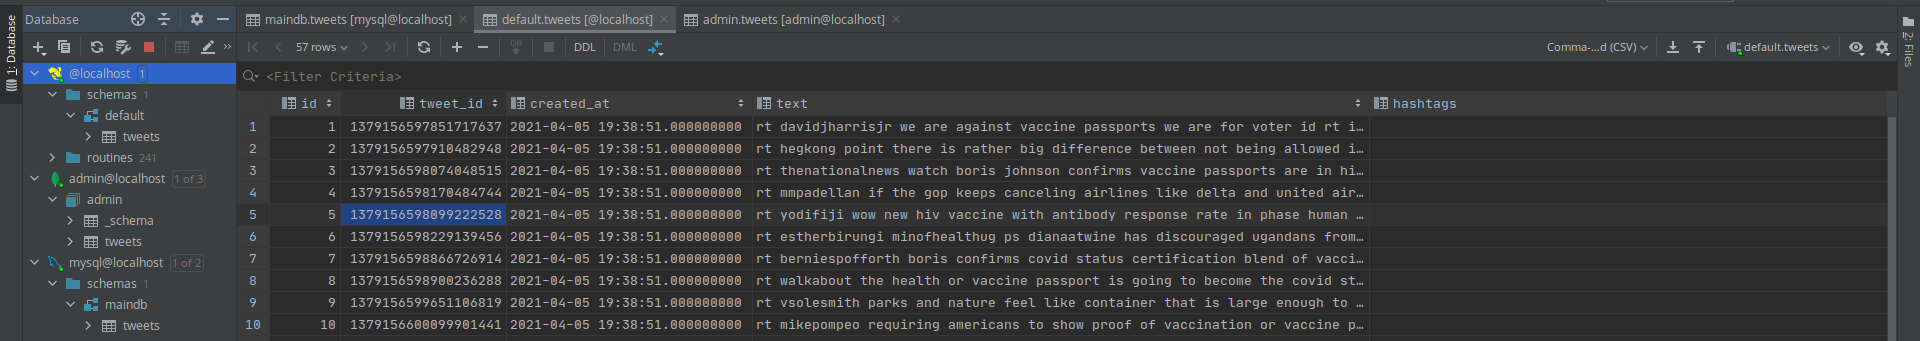 1: Database
Database
@localhost 1
schemas 1
default
tweets
routines 241
admin@localhost 1 of 3
admin
_schema
tweets
mysql@localhost 1 of 2
schemas 1
maindb
tweets
maindb.tweets [mysql@localhost] default.tweets [@localhost] admin.tweets [admin@localhost]
57 rows DB DDL DML Comma-...d (CSV) default.tweets
<Filter Criteria>
id tweet_id created_at text hashtags
1 1 1379156597851717637 2021-04-05 19:38:51.000000000 rt davidjharrisjr we are against vaccine passports we are for voter id rt i…
2 2 1379156597910482948 2021-04-05 19:38:51.000000000 rt hegkong point there is rather big difference between not being allowed i…
3 3 1379156598074048515 2021-04-05 19:38:51.000000000 rt thenationalnews watch boris johnson confirms vaccine passports are in hi…
4 4 1379156598170484744 2021-04-05 19:38:51.000000000 rt mmpadellan if the gop keeps canceling airlines like delta and united air…
5 5 1379156598099222528 2021-04-05 19:38:51.000000000 rt yodifiji wow new hiv vaccine with antibody response rate in phase human …
6 6 1379156598229139456 2021-04-05 19:38:51.000000000 rt estherbirungi minofhealthug ps dianaatwine has discouraged ugandans from…
7 7 1379156598866726914 2021-04-05 19:38:51.000000000 rt berniespofforth boris confirms covid status certification blend of vacci…
8 8 1379156598900236288 2021-04-05 19:38:51.000000000 rt walkabout the health or vaccine passport is going to become the covid st…
9 9 1379156599651106819 2021-04-05 19:38:51.000000000 rt vsolesmith parks and nature feel like container that is large enough to …
10 10 1379156600099901441 2021-04-05 19:38:51.000000000 rt mikepompeo requiring americans to show proof of vaccination or vaccine p…
2: Files